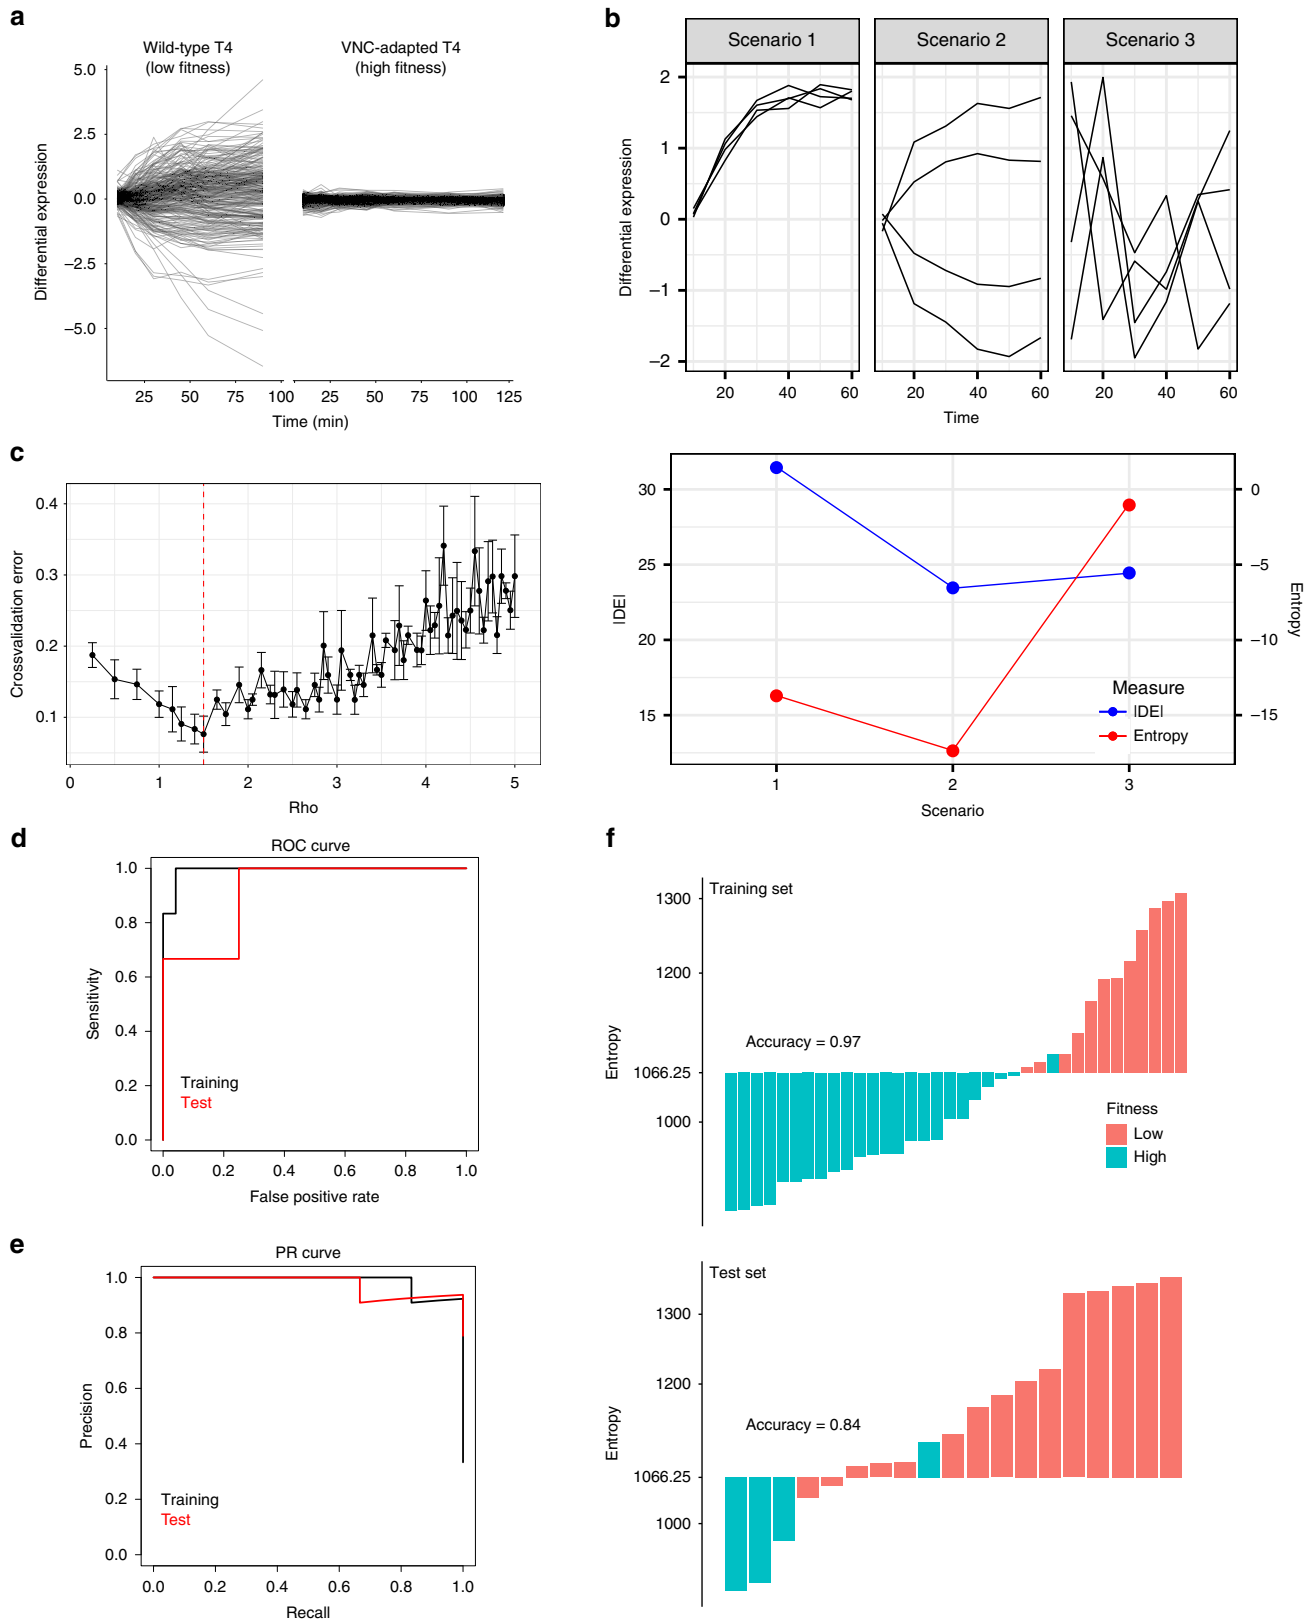 a
Wild-type T4
(low fitness)
VNC-adapted T4
(high fitness)
Differential expression
5.0
2.5
0.0
−2.5
−5.0
25
50
75
100
25
50
75
100
125
Time (min)
b
Scenario 1
Scenario 2
Scenario 3
Differential expression
2
1
0
−1
−2
20
40
60
20
40
60
20
40
60
Time
|DE|
30
25
20
15
0
−5
−10
−15
Entropy
Measure
|DE|
Entropy
1
2
3
Scenario
c
Crossvalidation error
0.4
0.3
0.2
0.1
0
1
2
3
4
5
Rho
d
ROC curve
Sensitivity
1.0
0.8
0.6
0.4
0.2
0.0
Training
Test
0.0
0.2
0.4
0.6
0.8
1.0
False positive rate
e
PR curve
Precision
1.0
0.8
0.6
0.4
0.2
0.0
Training
Test
0.0
0.2
0.4
0.6
0.8
1.0
Recall
f
Training set
Entropy
1300
1200
1066.25
1000
Accuracy = 0.97
Fitness
Low
High
Test set
Entropy
1300
1200
1066.25
1000
Accuracy = 0.84